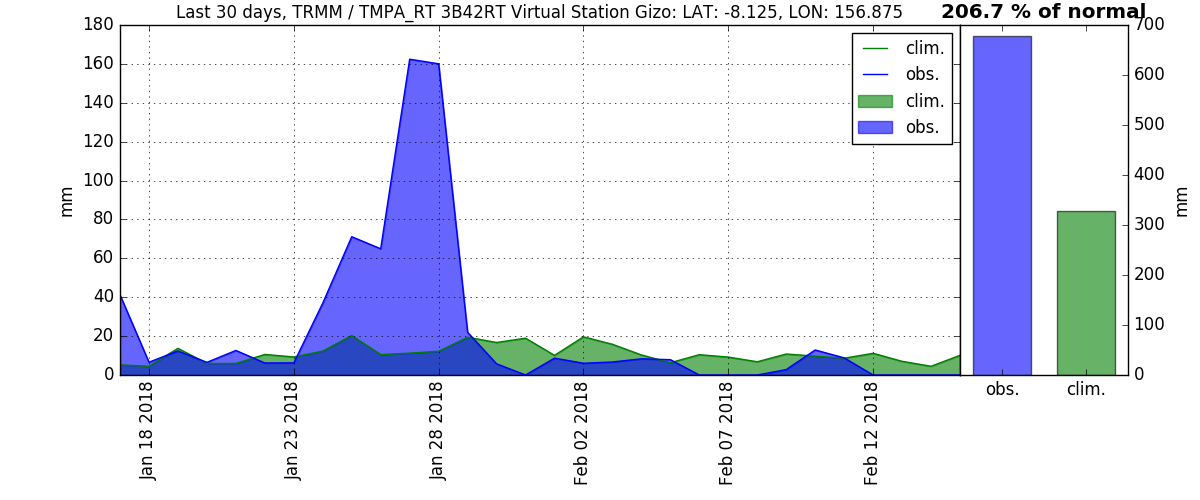 Last 30 days, TRMM / TMPA_RT 3B42RT Virtual Station Gizo: LAT: -8.125, LON: 156.875
206.7 % of normal
180
160
140
120
100
80
60
40
20
0
mm
clim.
obs.
clim.
obs.
Jan 18 2018
Jan 23 2018
Jan 28 2018
Feb 02 2018
Feb 07 2018
Feb 12 2018
700
600
500
400
300
200
100
0
mm
obs.
clim.